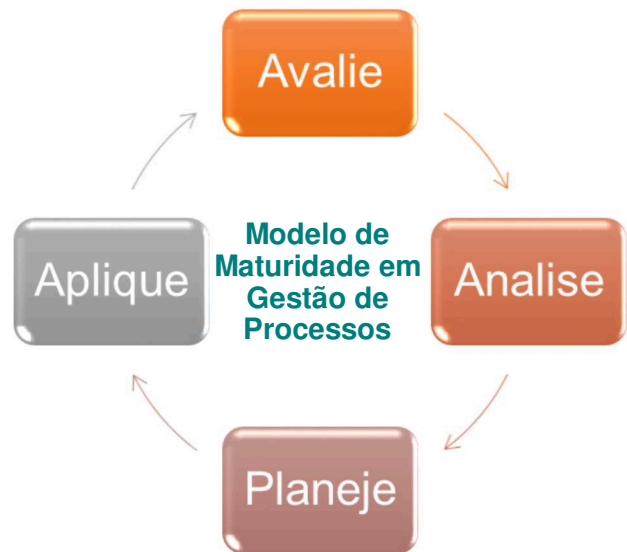 Avalie
Aplique
Modelo de
Maturidade em
Gestão de
Processos
Analise
Planeje